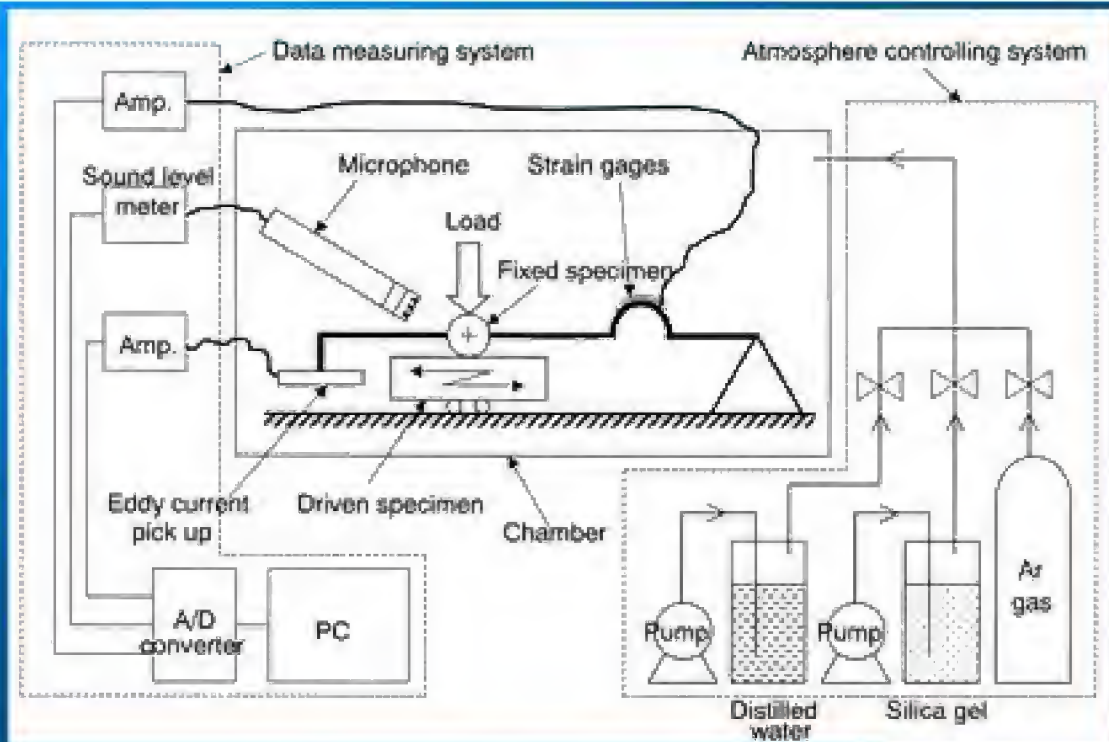 Data measuring system
Atmosphere controlling system
Amp.
Microphone
Strain gages
Sound level
meter
Load
Fixed specimen
Amp.
Eddy current
pick up
Driven specimen
Chamber
A/D
converter
PC
Pump
Pump
Ar
gas
Distilled
water
Silica gel